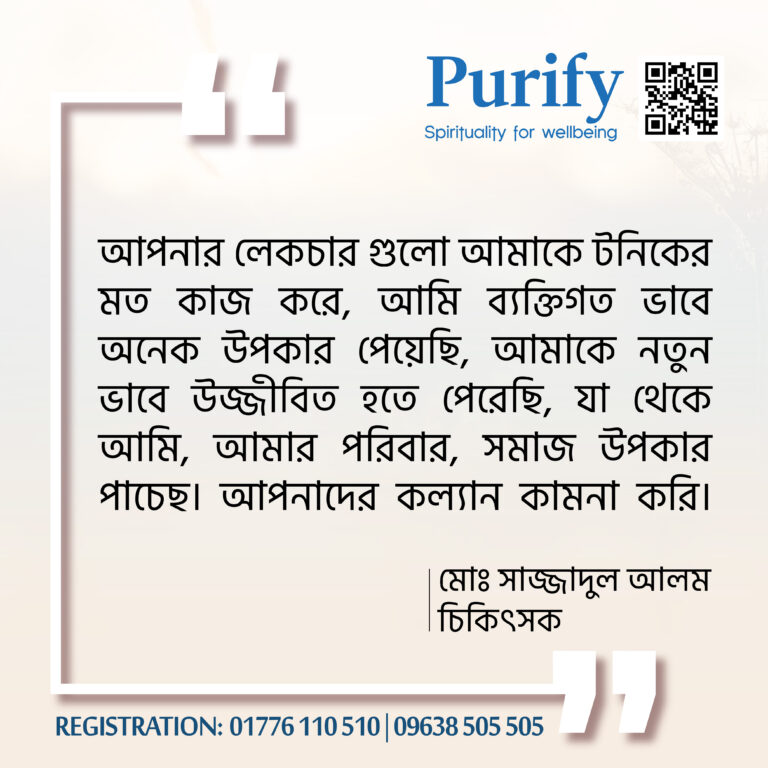 Purify
Spirituality for wellbeing
আপনার লেকচার গুলো আমাকে টনিকের
মত কাজ করে, আমি ব্যক্তিগত ভাবে
অনেক উপকার পেয়েছি, আমাকে নতুন
ভাবে উজ্জীবিত হতে পেরেছি, যা থেকে
আমি, আমার পরিবার, সমাজ উপকার
পাচেছ। আপনাদের কল্যান কামনা করি।
মোঃ সাজ্জাদুল আলম
চিকিৎসক
REGISTRATION: 01776 110 510 | 09638 505 505